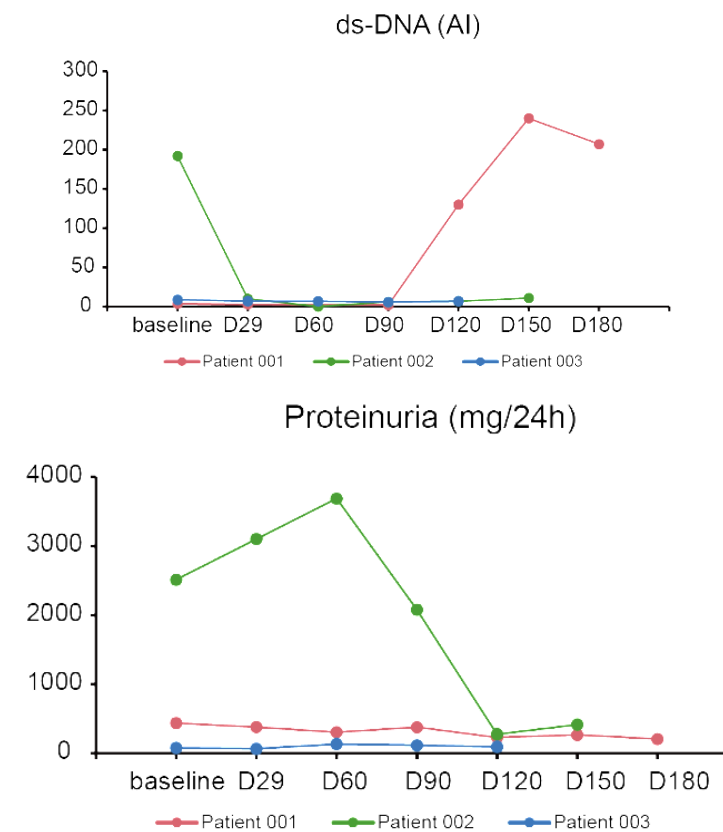 ds-DNA (AI)
300
250
200
150
100
50
0
baseline D29 D60 D90 D120 D150 D180
Patient 001 Patient 002 Patient 003
Proteinuria (mg/24h)
4000
3000
2000
1000
0
baseline D29 D60 D90 D120 D150 D180
Patient 001 Patient 002 Patient 003